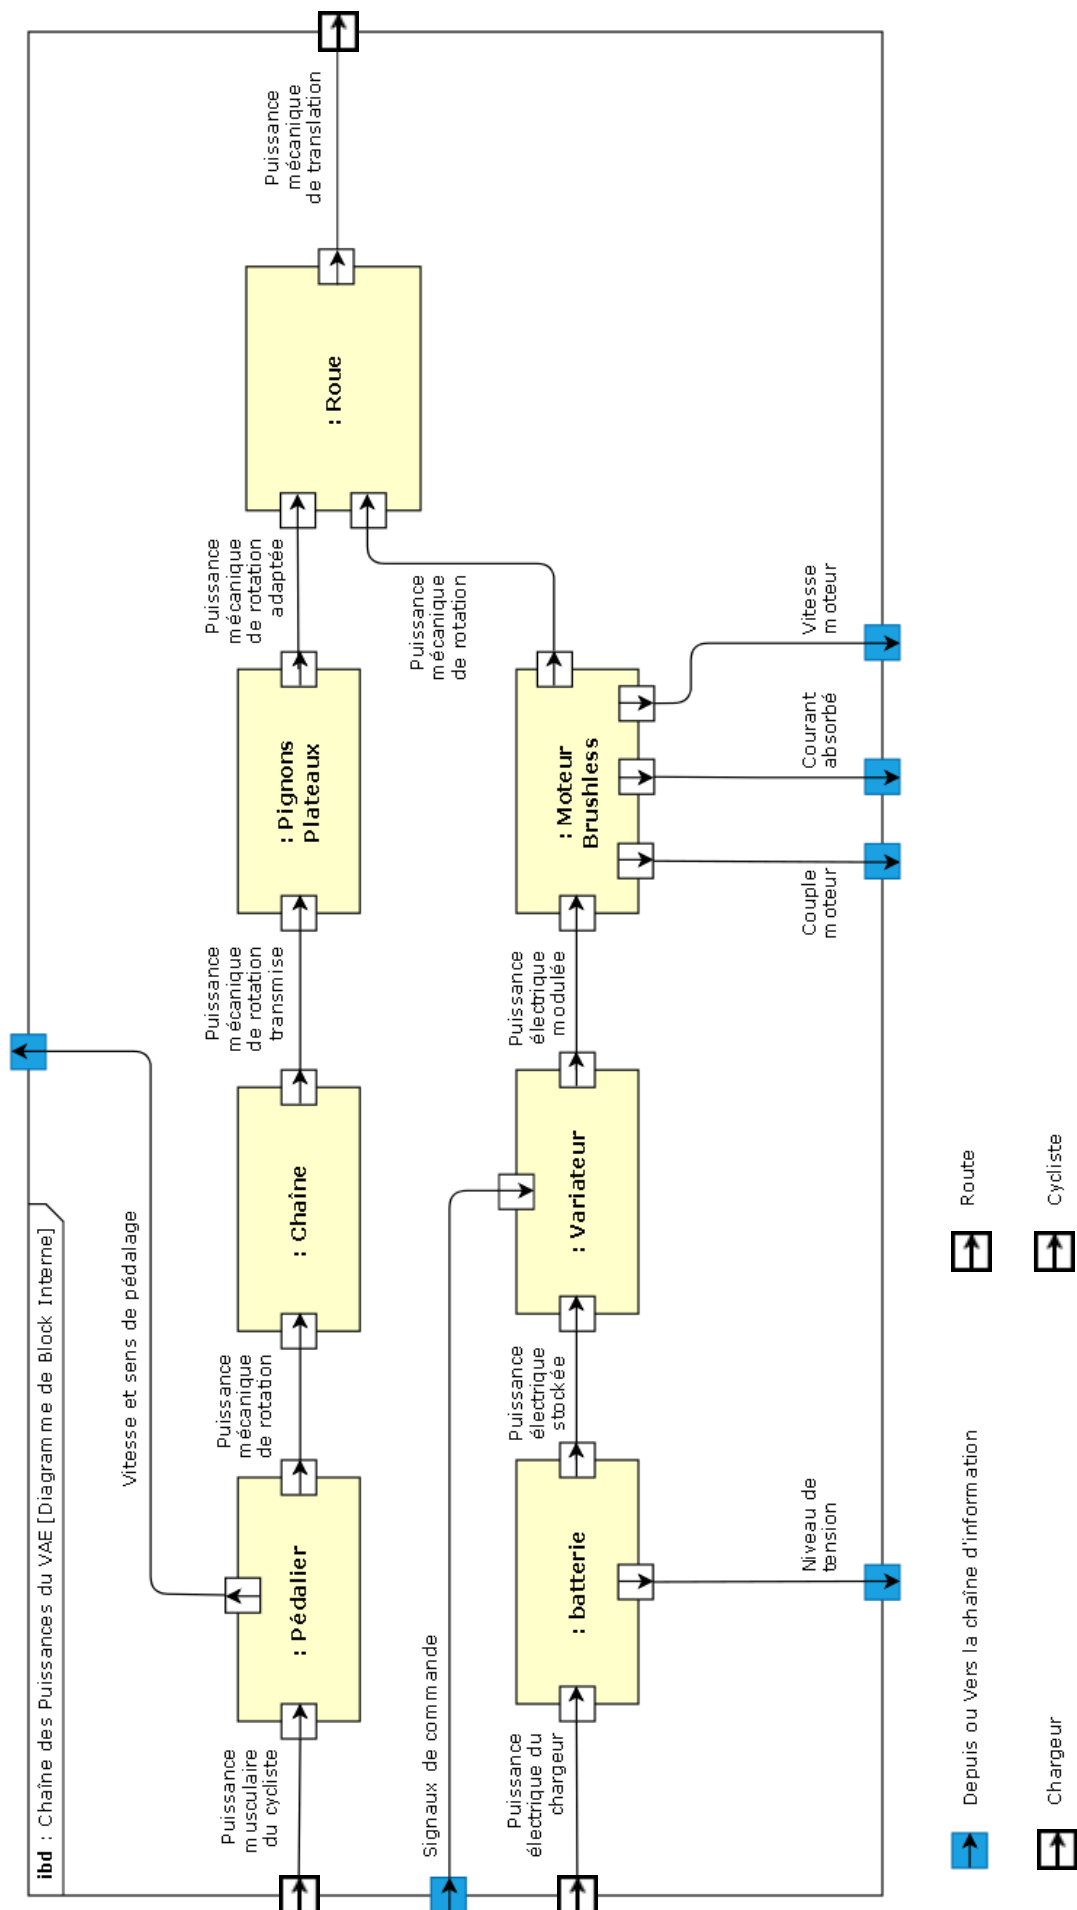 ibd : Chaîne des Puissances du VAE [Diagramme de Block Interne]
Vitesse et sens de pédalage
Puissance
musculaire
du cycliste
: Pédalier
Puissance
mécanique
de rotation
: Chaîne
Puissance
mécanique
de rotation
transmise
: Pignons
Plateaux
Puissance
mécanique
de rotation
adaptée
: Roue
Puissance
mécanique
de translation
Signaux de commande
Puissance
électrique du
chargeur
: batterie
Puissance
électrique
stockée
: Variateur
Puissance
électrique
modulée
: Moteur
Brushless
Puissance
mécanique
de rotation
Niveau de
tension
Couple
moteur
Courant
absorbé
Vitesse
moteur
Depuis ou Vers la chaîne d'information
Route
Chargeur
Cycliste